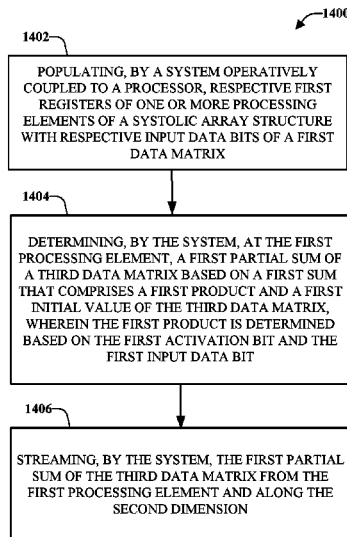 1400
1402
POPULATING, BY A SYSTEM OPERATIVELY
COUPLED TO A PROCESSOR, RESPECTIVE FIRST
REGISTERS OF ONE OR MORE PROCESSING
ELEMENTS OF A SYSTOLIC ARRAY STRUCTURE
WITH RESPECTIVE INPUT DATA BITS OF A FIRST
DATA MATRIX
1404
DETERMINING, BY THE SYSTEM, AT THE FIRST
PROCESSING ELEMENT, A FIRST PARTIAL SUM OF
A THIRD DATA MATRIX BASED ON A FIRST SUM
THAT COMPRISES A FIRST PRODUCT AND A FIRST
INITIAL VALUE OF THE THIRD DATA MATRIX,
WHEREIN THE FIRST PRODUCT IS DETERMINED
BASED ON THE FIRST ACTIVATION BIT AND THE
FIRST INPUT DATA BIT
1406
STREAMING, BY THE SYSTEM, THE FIRST PARTIAL
SUM OF THE THIRD DATA MATRIX FROM THE
FIRST PROCESSING ELEMENT AND ALONG THE
SECOND DIMENSION